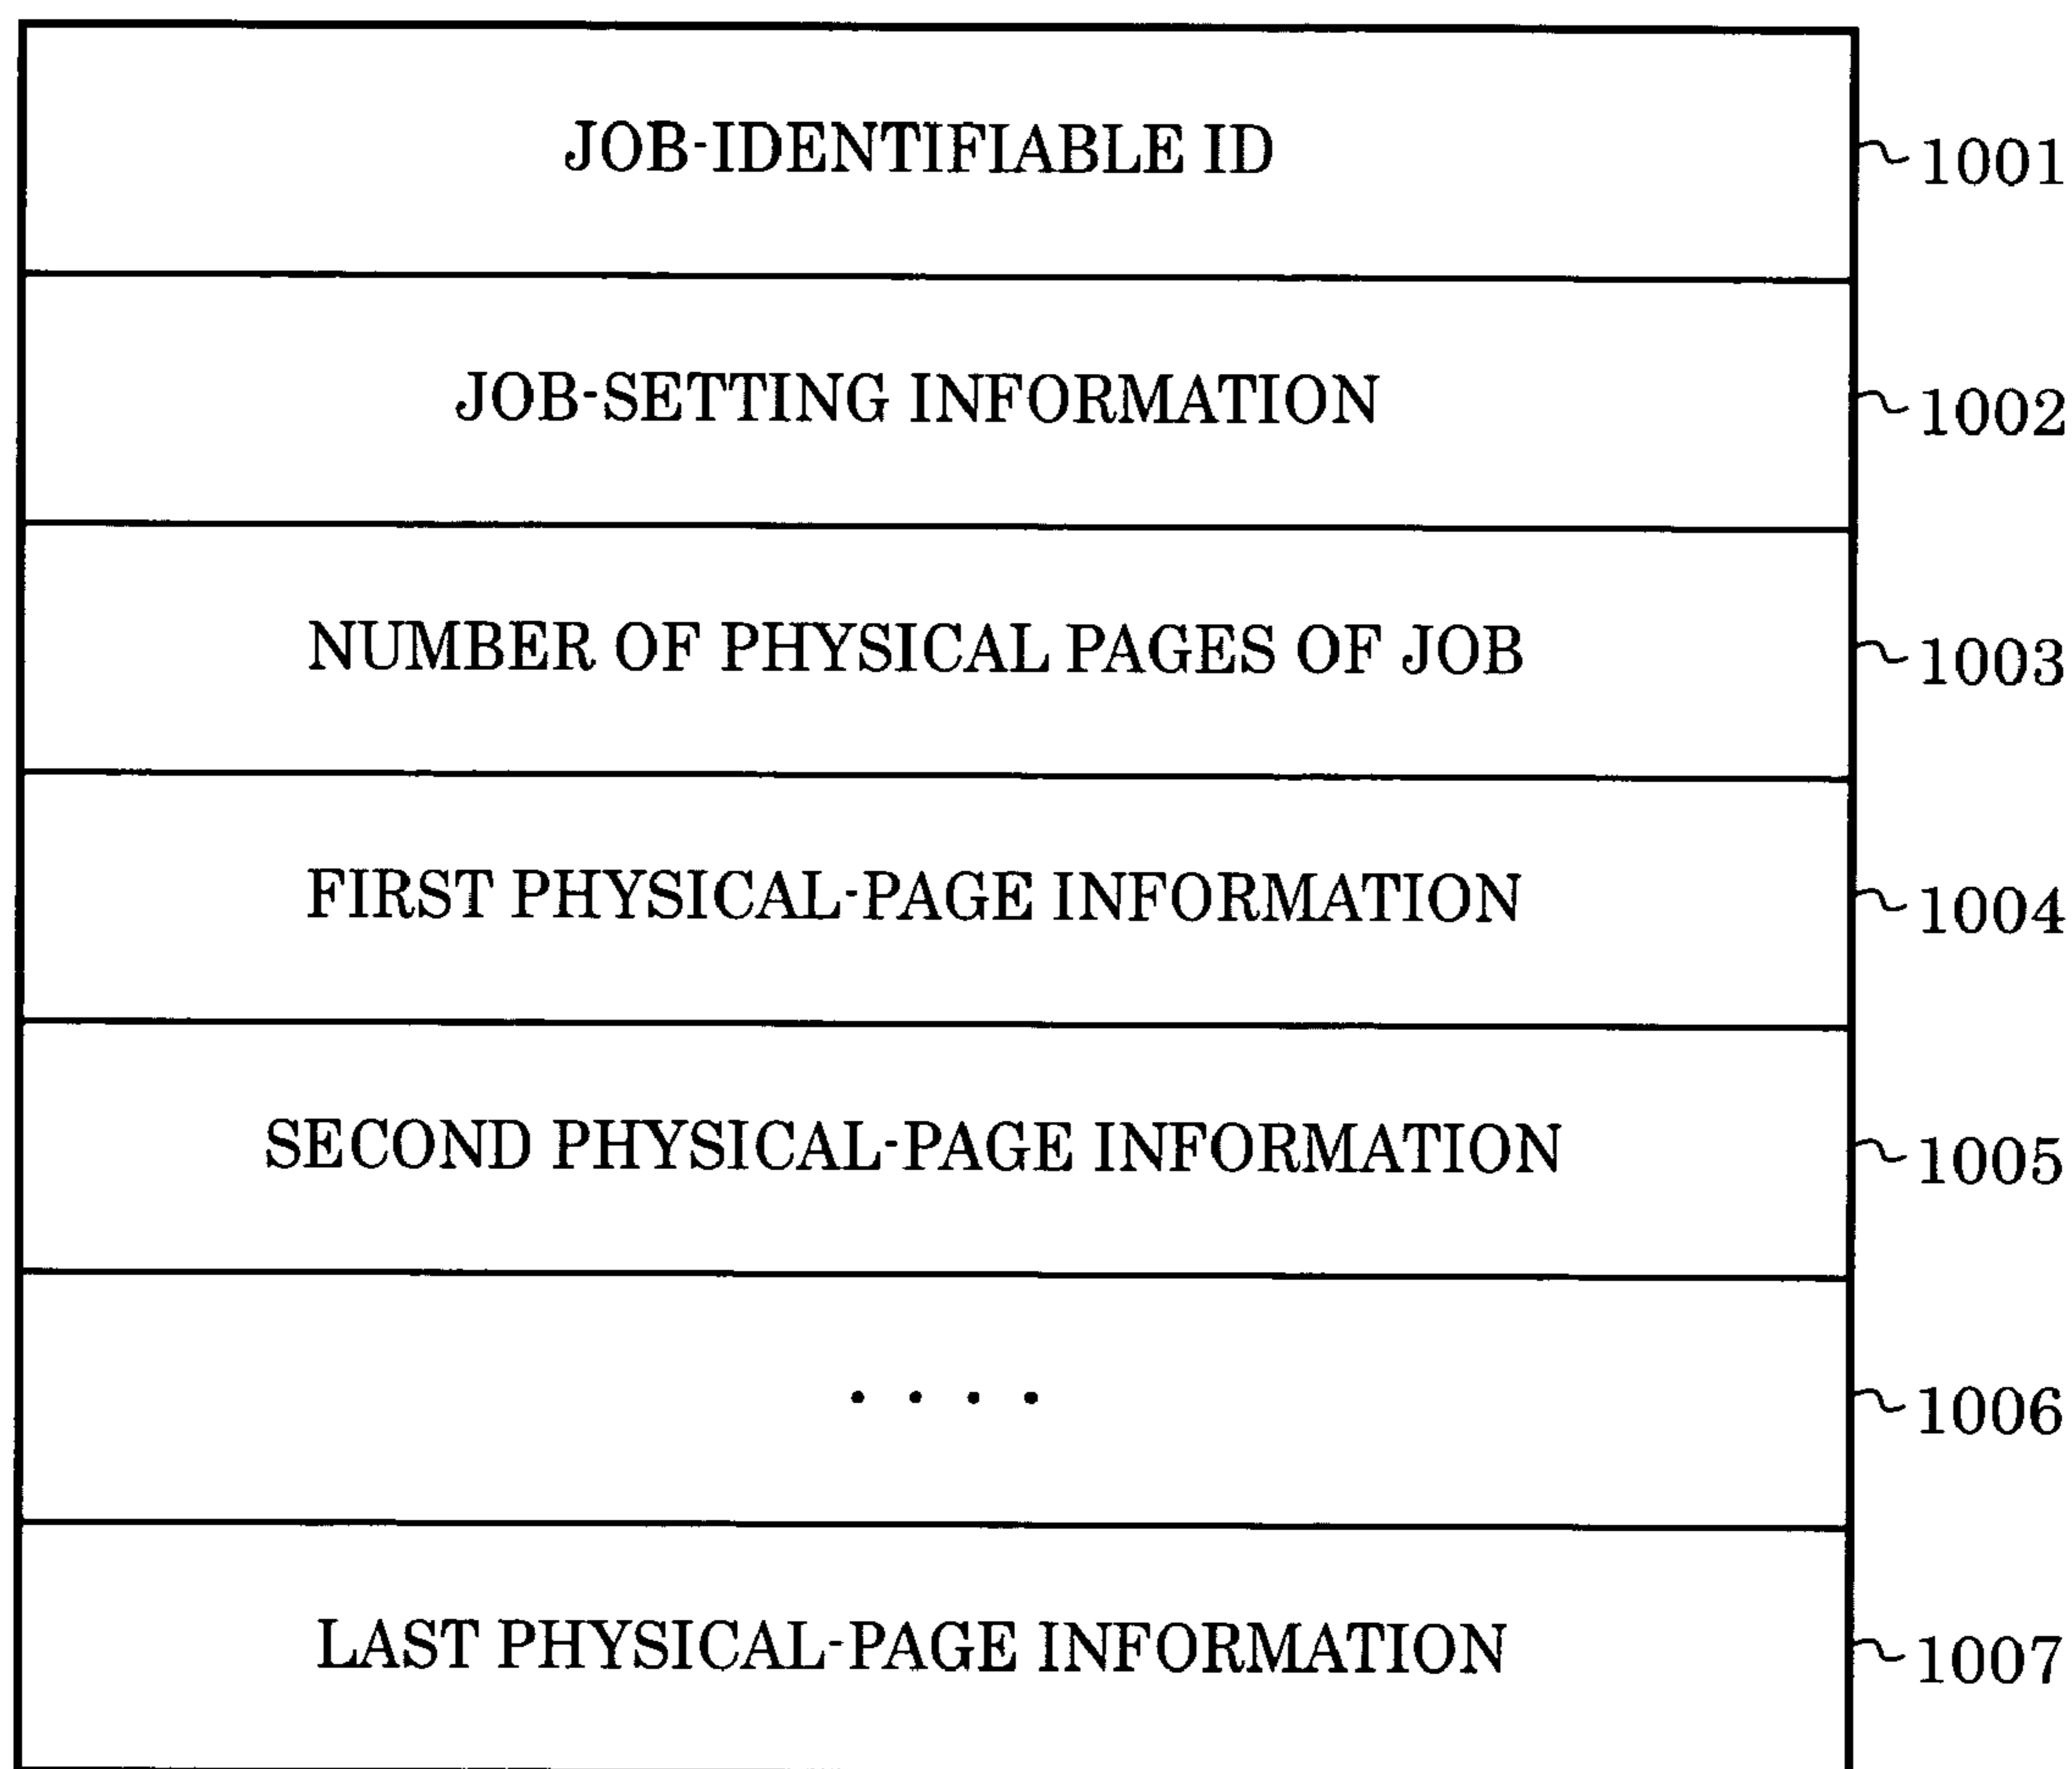 JOB-IDENTIFIABLE ID 1001
JOB-SETTING INFORMATION 1002
NUMBER OF PHYSICAL PAGES OF JOB 1003
FIRST PHYSICAL-PAGE INFORMATION 1004
SECOND PHYSICAL-PAGE INFORMATION 1005
.... 1006
LAST PHYSICAL-PAGE INFORMATION 1007